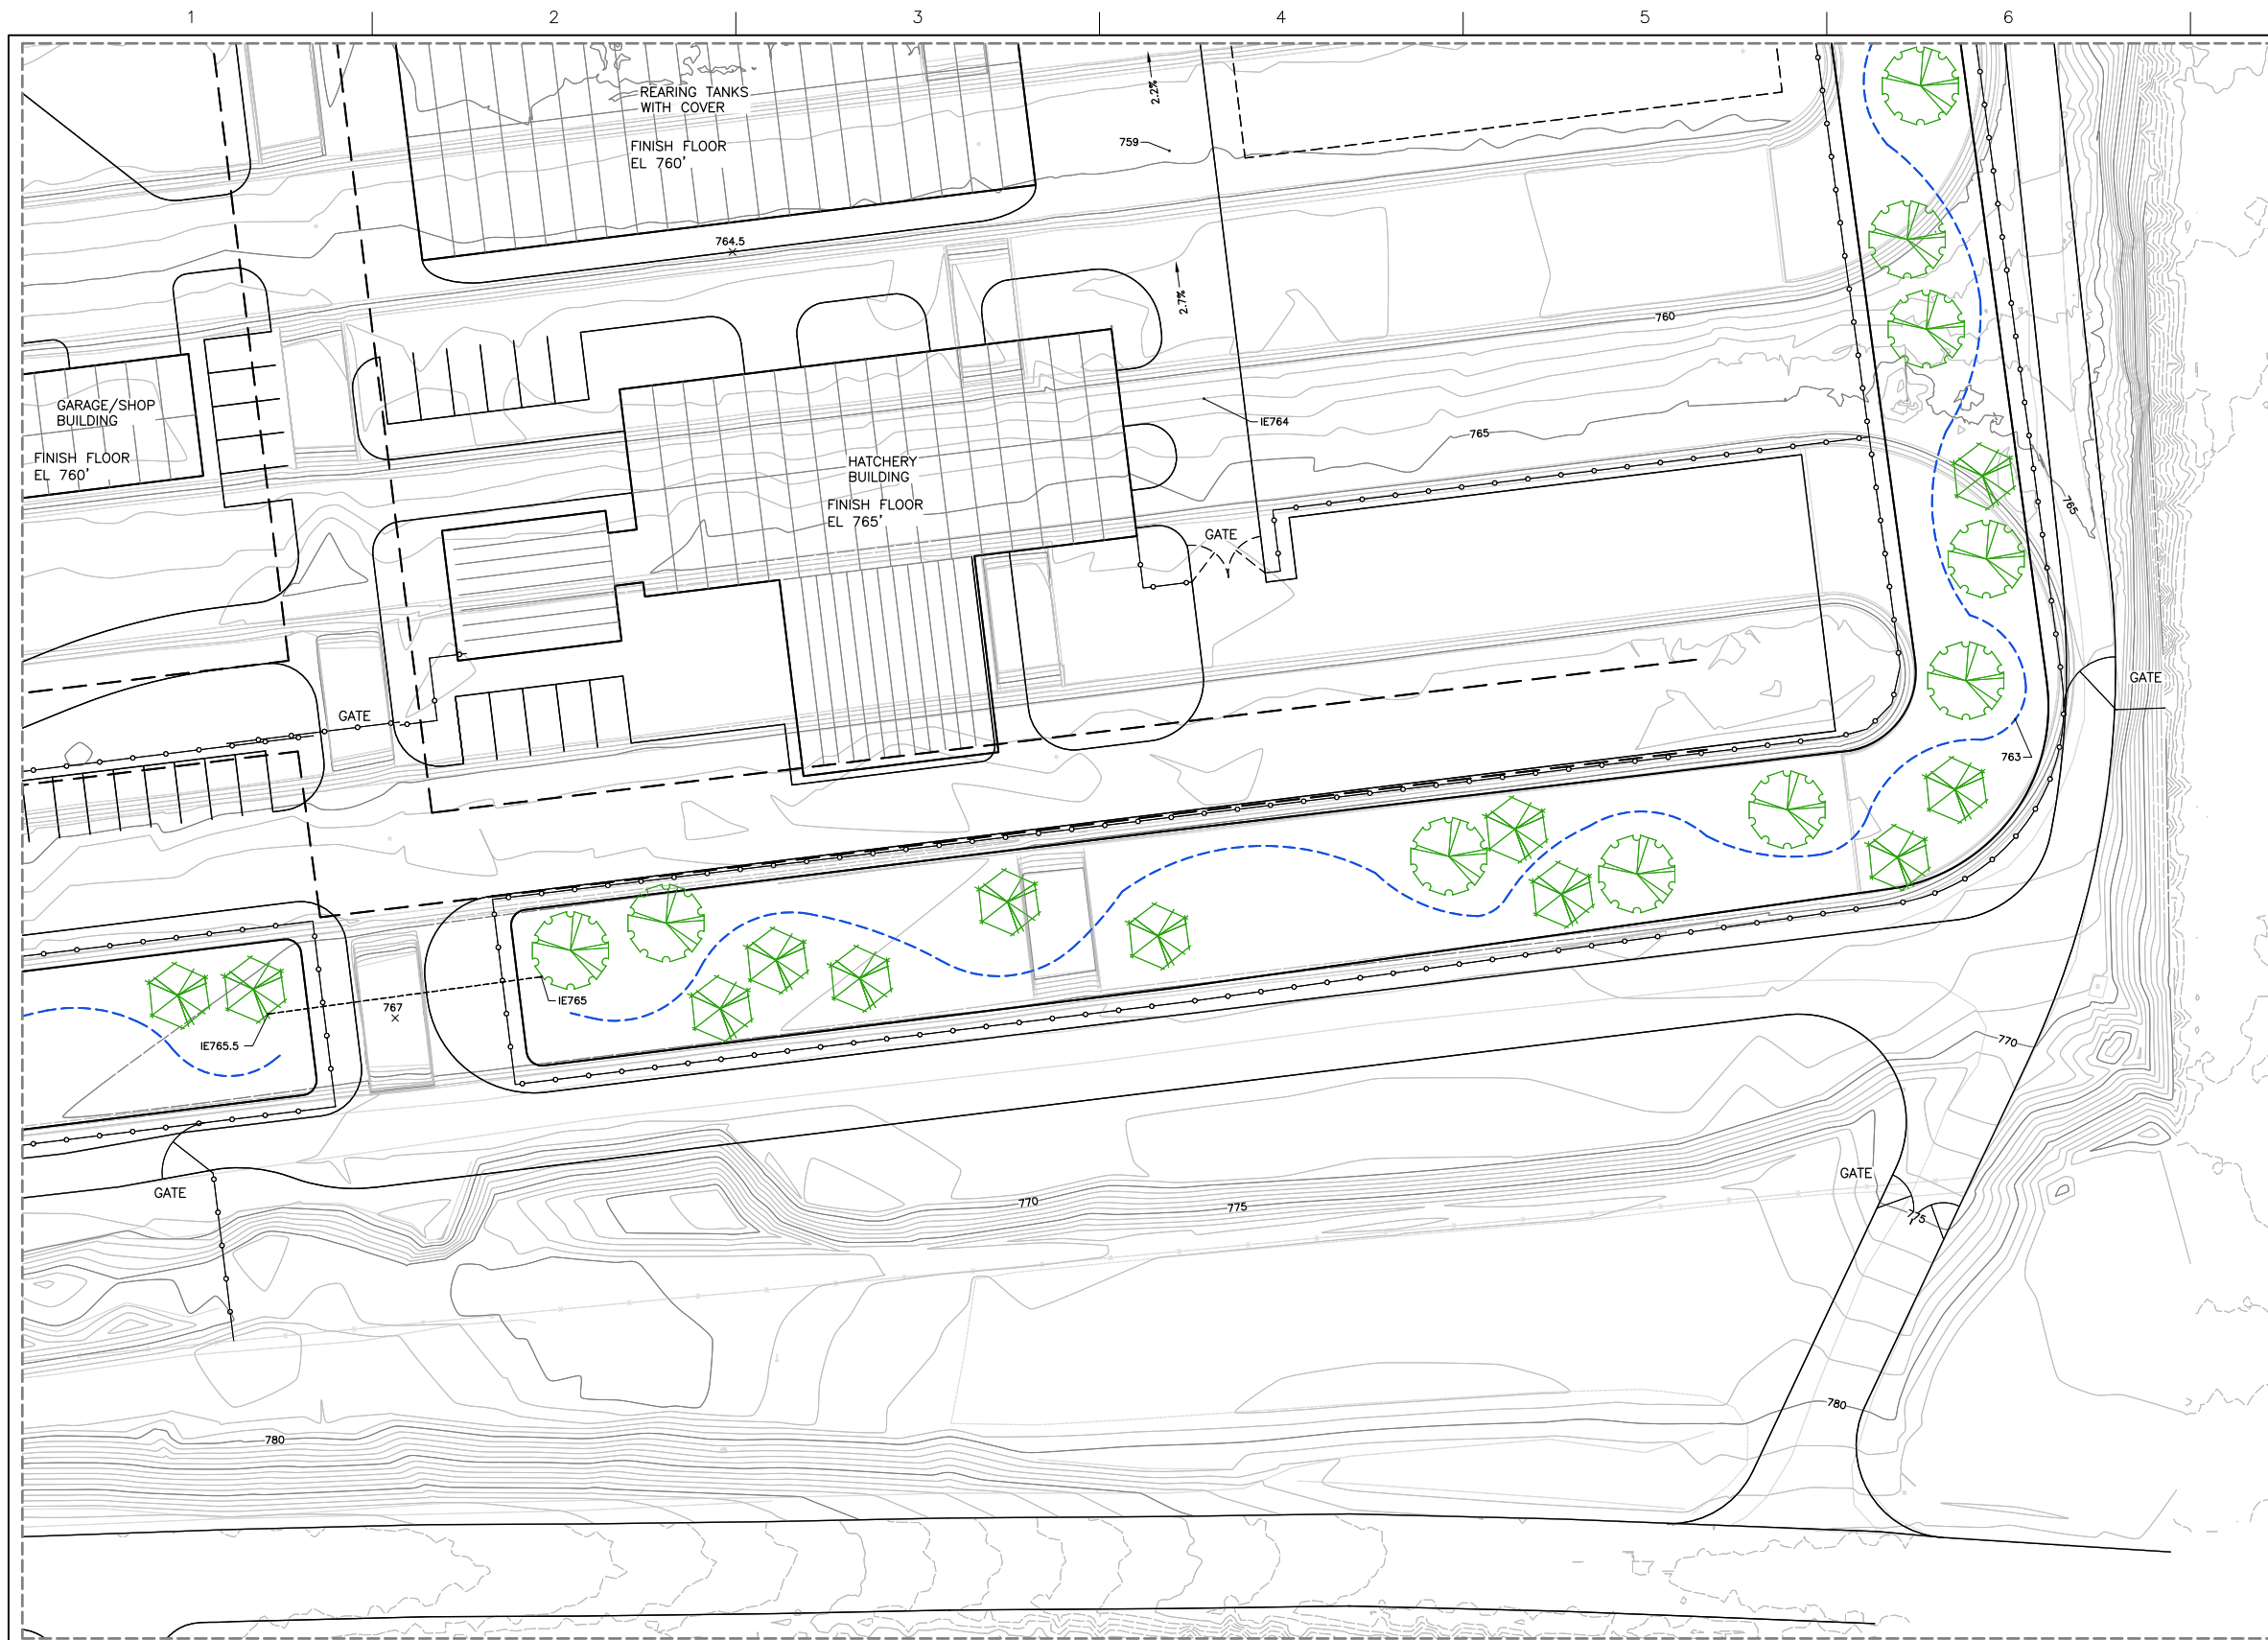 1
2
3
4
5
6
REARING TANKS
WITH COVER
FINISH FLOOR
EL 760'
2.2%
759
764.5
2.7%
760
GARAGE/SHOP
BUILDING
FINISH FLOOR
EL 760'
IE764
765
HATCHERY
BUILDING
FINISH FLOOR
EL 765'
765
GATE
GATE
GATE
763
IE765
767
IE765.5
770
GATE
770
775
GATE
775
780
780